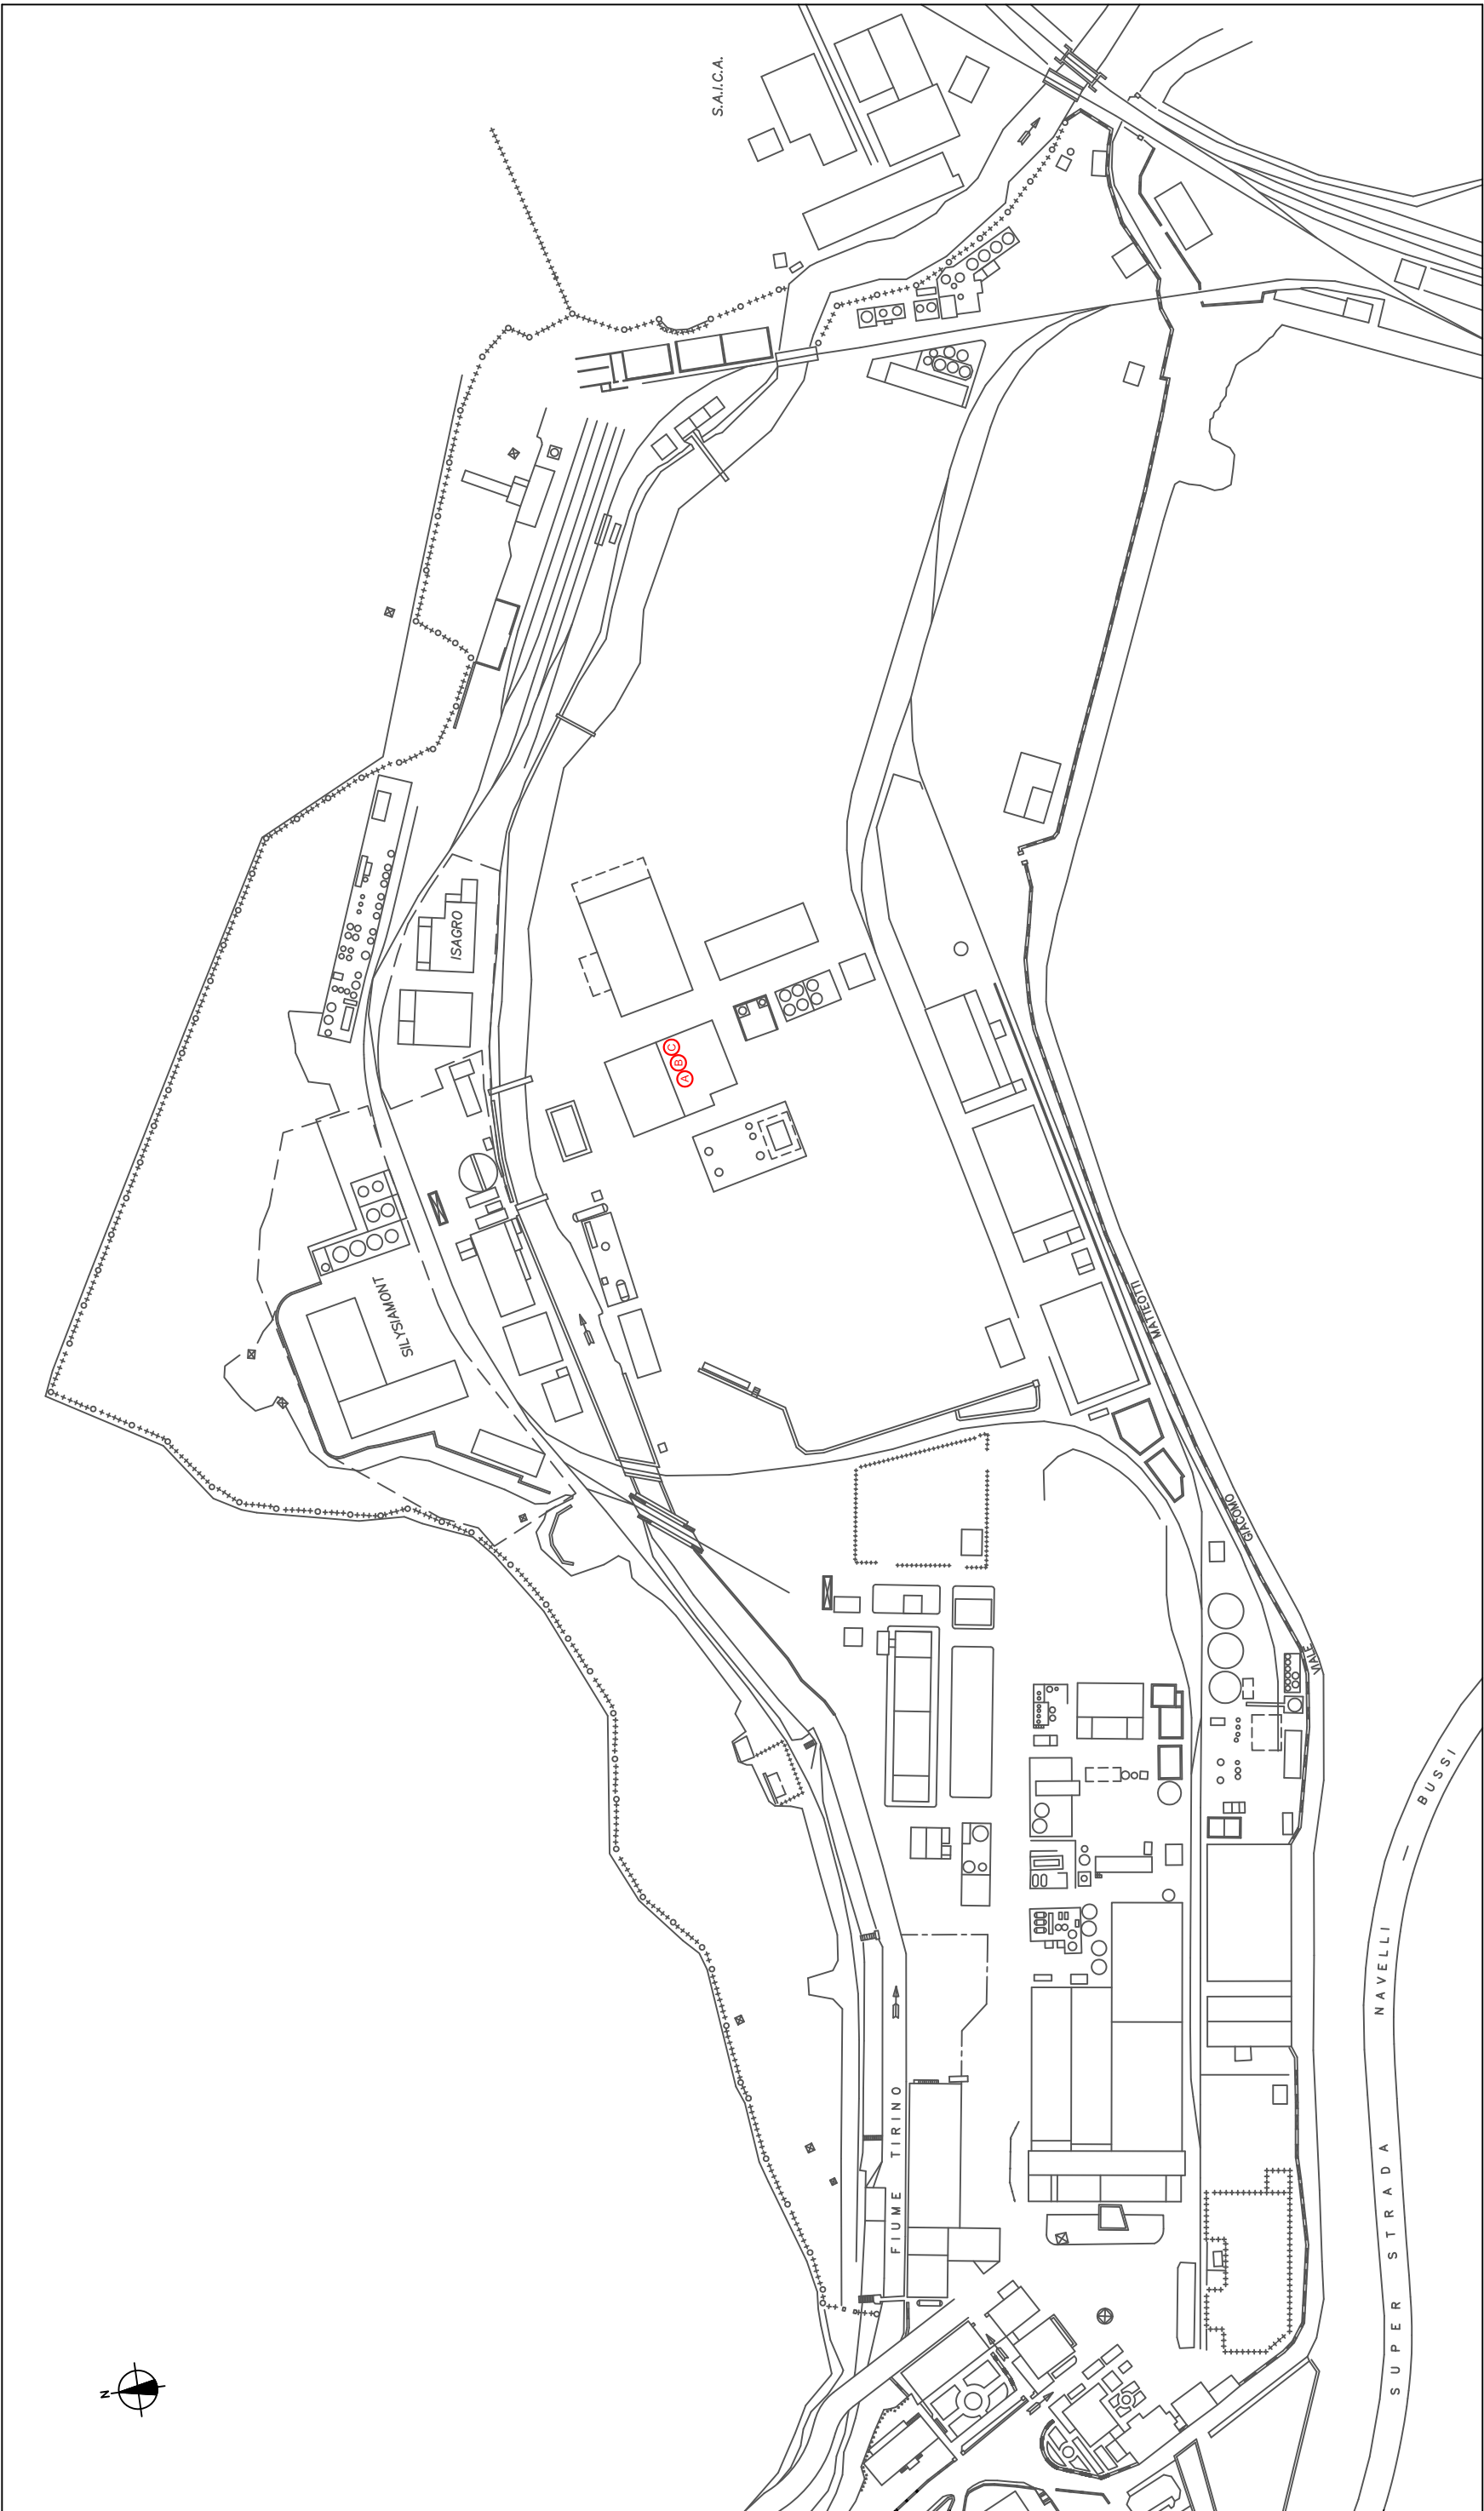 S.A.I.C.A.
ISAGRO
C
B
A
SILYSIAMONT
VIALE GIACOMO MATTEOTTI
FIUME TIRINO
SUPER STRADA NAVELLI – BUSSI
N